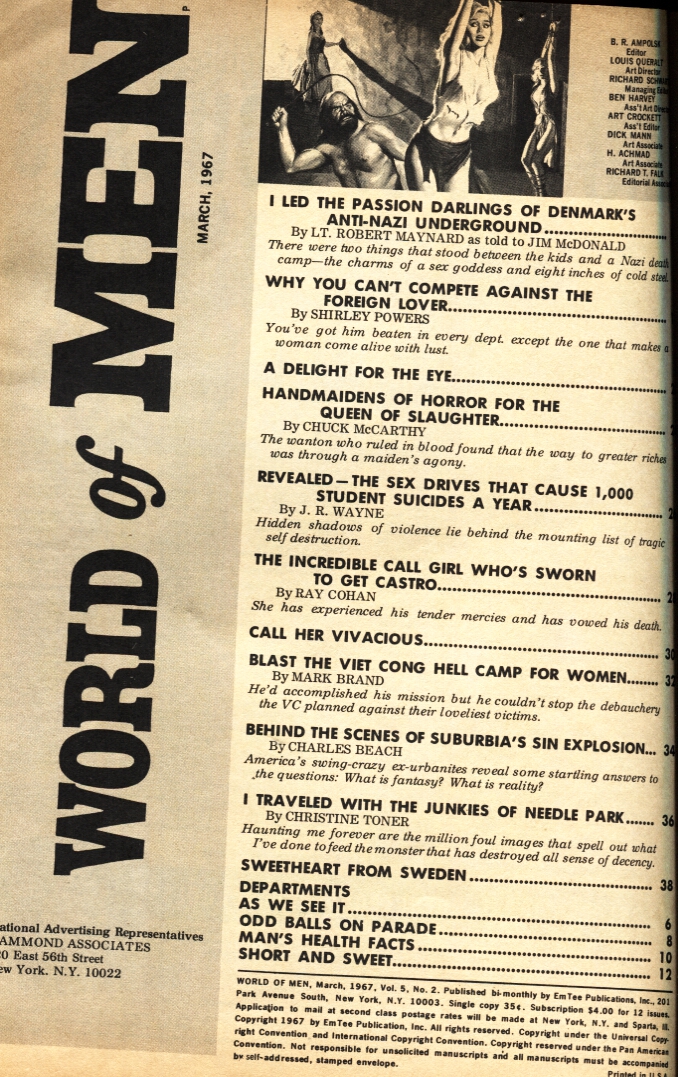 WORLD of MEN
MARCH, 1967
B. R. AMPOLSK
Editor
LOUIS QUERALT
Art Director
RICHARD
Managing
BEN HARVEY
Ass't Art
ART CROCKETT
Ass't Editor
DICK MANN
Art Associate
H. ACHMAD
Art Associate
RICHARD T.
Editorial
I LED THE PASSION DARLINGS OF DENMARK'S
ANTI-NAZI UNDERGROUND
By LT. ROBERT MAYNARD as told to JIM McDONALD
There were two things that stood between the kids and a Nazi death
camp—the charms of a sex goddess and eight inches of cold steel.
WHY YOU CAN'T COMPETE AGAINST THE
FOREIGN LOVER
By SHIRLEY POWERS
You've got him beaten in every dept. except the one that makes a
woman come alive with lust.
A DELIGHT FOR THE EYE
HANDMAIDENS OF HORROR FOR THE
QUEEN OF SLAUGHTER
By CHUCK McCARTHY
The wanton who ruled in blood found that the way to greater riches
was through a maiden's agony.
REVEALED—THE SEX DRIVES THAT CAUSE 1,000
STUDENT SUICIDES A YEAR
By J. R. WAYNE
Hidden shadows of violence lie behind the mounting list of tragic
self destruction.
THE INCREDIBLE CALL GIRL WHO'S SWORN
TO GET CASTRO
By RAY COHAN
She has experienced his tender mercies and has vowed his death.
CALL HER VIVACIOUS 30
BLAST THE VIET CONG HELL CAMP FOR WOMEN 32
By MARK BRAND
He'd accomplished his mission but he couldn't stop the debauchery
the VC planned against their loveliest victims.
BEHIND THE SCENES OF SUBURBIA'S SIN EXPLOSION... 34
By CHARLES BEACH
America's swing-crazy ex-urbanites reveal some startling answers to
the questions: What is fantasy? What is reality?
I TRAVELED WITH THE JUNKIES OF NEEDLE PARK 36
By CHRISTINE TONER
Haunting me forever are the million foul images that spell out what
I've done to feed the monster that has destroyed all sense of decency.
SWEETHEART FROM SWEDEN 38
DEPARTMENTS
AS WE SEE IT 6
ODD BALLS ON PARADE 8
MAN'S HEALTH FACTS 10
SHORT AND SWEET 12
ational Advertising Representatives
AMMOND ASSOCIATES
0 East 56th Street
ew York. N.Y. 10022
WORLD OF MEN, March, 1967, Vol. 5, No. 2. Published bi-monthly by EmTee Publications, Inc., 201
Park Avenue South, New York, N.Y. 10003. Single copy 35¢. Subscription $4.00 for 12 issues.
Application to mail at second class postage rates will be made at New York, N.Y. and Sparta, Ill.
Copyright 1967 by EmTee Publication, Inc. All rights reserved. Copyright under the Universal Copy-
right Convention and International Copyright Convention. Copyright reserved under the Pan American
Convention. Not responsible for unsolicited manuscripts and all manuscripts must be accompanied
by self-addressed, stamped envelope.
Printed in U.S.A.